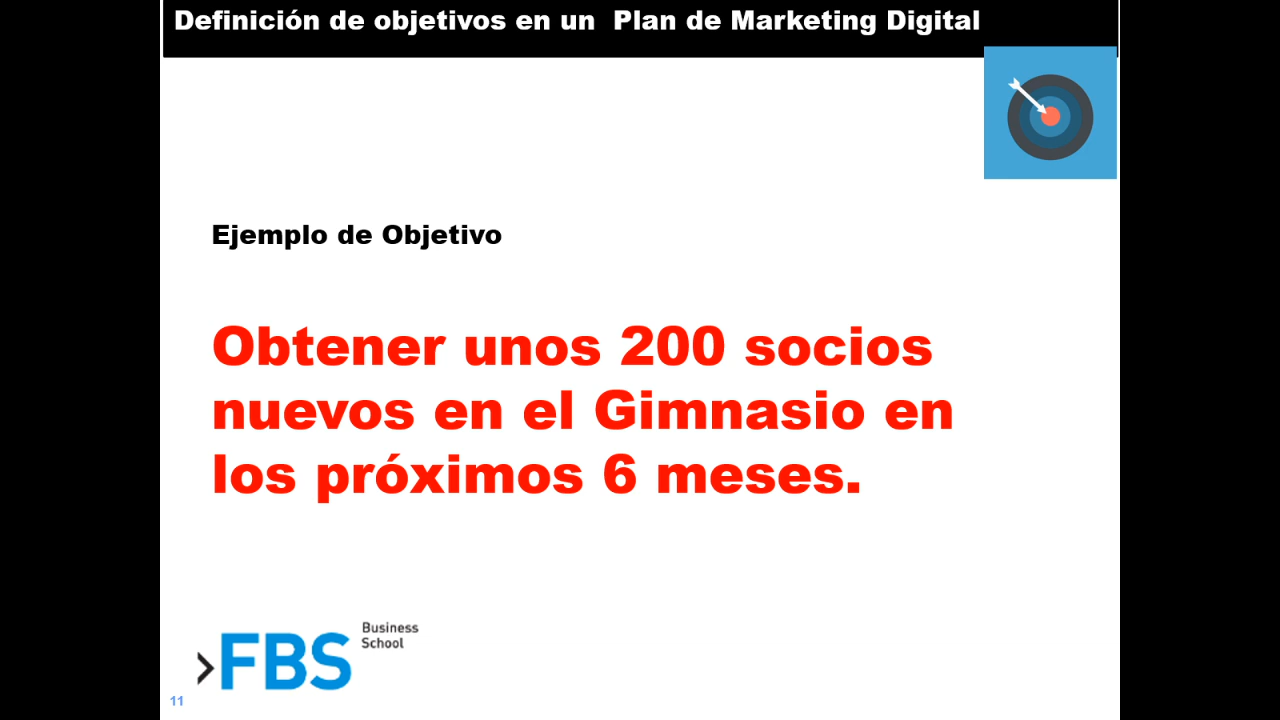 Definición de objetivos en un  Plan de Marketing Digital
Ejemplo de Objetivo
Obtener unos 200 socios
nuevos en el Gimnasio en
los próximos 6 meses.
FBS Business
School
11